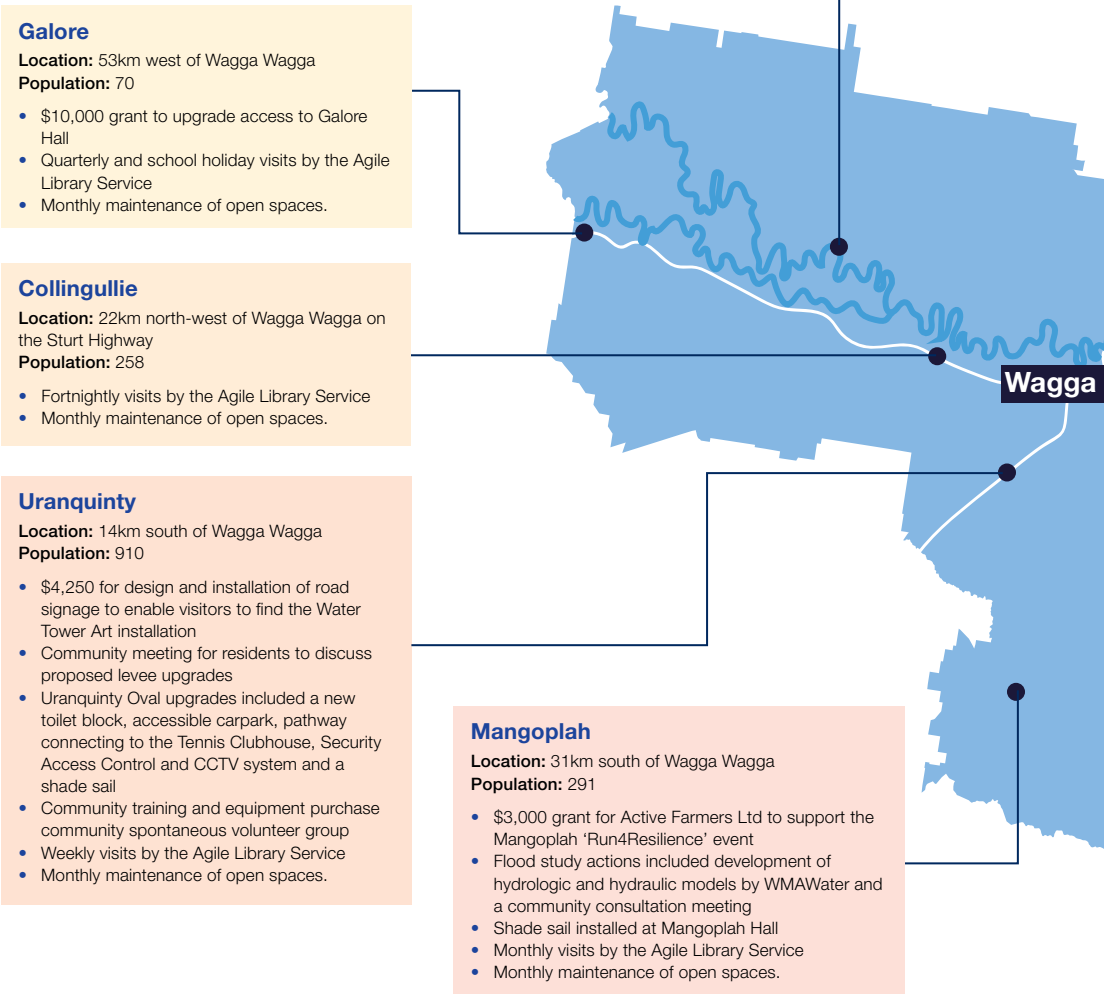 Galore
Location: 53km west of Wagga Wagga
Population: 70
• $10,000 grant to upgrade access to Galore
Hall
• Quarterly and school holiday visits by the Agile
Library Service
• Monthly maintenance of open spaces.
Collingullie
Location: 22km north-west of Wagga Wagga on
the Sturt Highway
Population: 258
• Fortnightly visits by the Agile Library Service
• Monthly maintenance of open spaces.
Wagga
Uranquinty
Location: 14km south of Wagga Wagga
Population: 910
• $4,250 for design and installation of road
signage to enable visitors to find the Water
Tower Art installation
• Community meeting for residents to discuss
proposed levee upgrades
• Uranquinty Oval upgrades included a new
toilet block, accessible carpark, pathway
connecting to the Tennis Clubhouse, Security
Access Control and CCTV system and a
shade sail
• Community training and equipment purchase
community spontaneous volunteer group
• Weekly visits by the Agile Library Service
• Monthly maintenance of open spaces.
Mangoplah
Location: 31km south of Wagga Wagga
Population: 291
• $3,000 grant for Active Farmers Ltd to support the
Mangoplah ‘Run4Resilience’ event
• Flood study actions included development of
hydrologic and hydraulic models by WMAWater and
a community consultation meeting
• Shade sail installed at Mangoplah Hall
• Monthly visits by the Agile Library Service
• Monthly maintenance of open spaces.